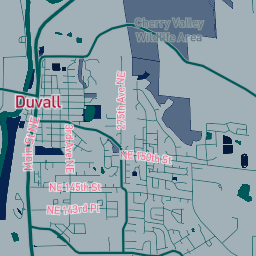 Cherry Valley
Wildlife Area
Duvall
275th Ave NE
Main St NE
3rd Ave NE
NE 150th St
NE 145th St
NE 143rd Pl